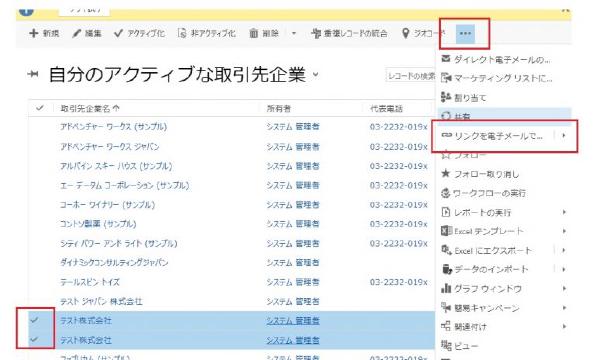 新規 編集 アクティブ化 非アクティブ化 削除 重複レコードの統合 ジオコード •••
自分のアクティブな取引先企業
レコードの検索
取引先企業名 所有者 代表電話
アドベンチャー ワークス (サンプル) システム 管理者 03-2232-019x
アドベンチャー ワークス ジャパン システム 管理者 03-2232-019x
アルパイン スキー ハウス (サンプル) システム 管理者 03-2232-019x
エー データム コーポレーション (サンプル) システム 管理者 03-2232-019x
コーホー ワイナリー (サンプル) システム 管理者 03-2232-019x
コントソ製薬 (サンプル) システム 管理者 03-2232-019x
シティ パワー アンド ライト (サンプル) システム 管理者 03-2232-019x
ダイナミックコンサルティングジャパン システム 管理者
テールスピン トイズ システム 管理者 03-2232-019x
テスト ジャパン 株式会社 システム 管理者
テスト株式会社 システム 管理者
テスト株式会社 システム 管理者
ファブリカム (サンプル) システム 管理者 03-2232-019x
ダイレクト電子メールの...
マーケティング リストに...
割り当て
共有
リンクを電子メールで...
フォロー
フォロー取り消し
ワークフローの実行
レポートの実行
Excel テンプレート
Excel にエクスポート
データのインポート
グラフ ウィンドウ
簡易キャンペーン
関連付け
ビュー